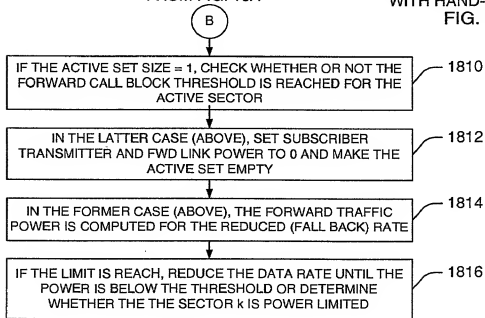 WITH HAND-
FIG.
B
IF THE ACTIVE SET SIZE = 1, CHECK WHETHER OR NOT THE
FORWARD CALL BLOCK THRESHOLD IS REACHED FOR THE
ACTIVE SECTOR
1810
IN THE LATTER CASE (ABOVE), SET SUBSCRIBER
TRANSMITTER AND FWD LINK POWER TO 0 AND MAKE THE
ACTIVE SET EMPTY
1812
IN THE FORMER CASE (ABOVE), THE FORWARD TRAFFIC
POWER IS COMPUTED FOR THE REDUCED (FALL BACK) RATE
1814
IF THE LIMIT IS REACH, REDUCE THE DATA RATE UNTIL THE
POWER IS BELOW THE THRESHOLD OR DETERMINE
WHETHER THE THE SECTOR k IS POWER LIMITED
1816